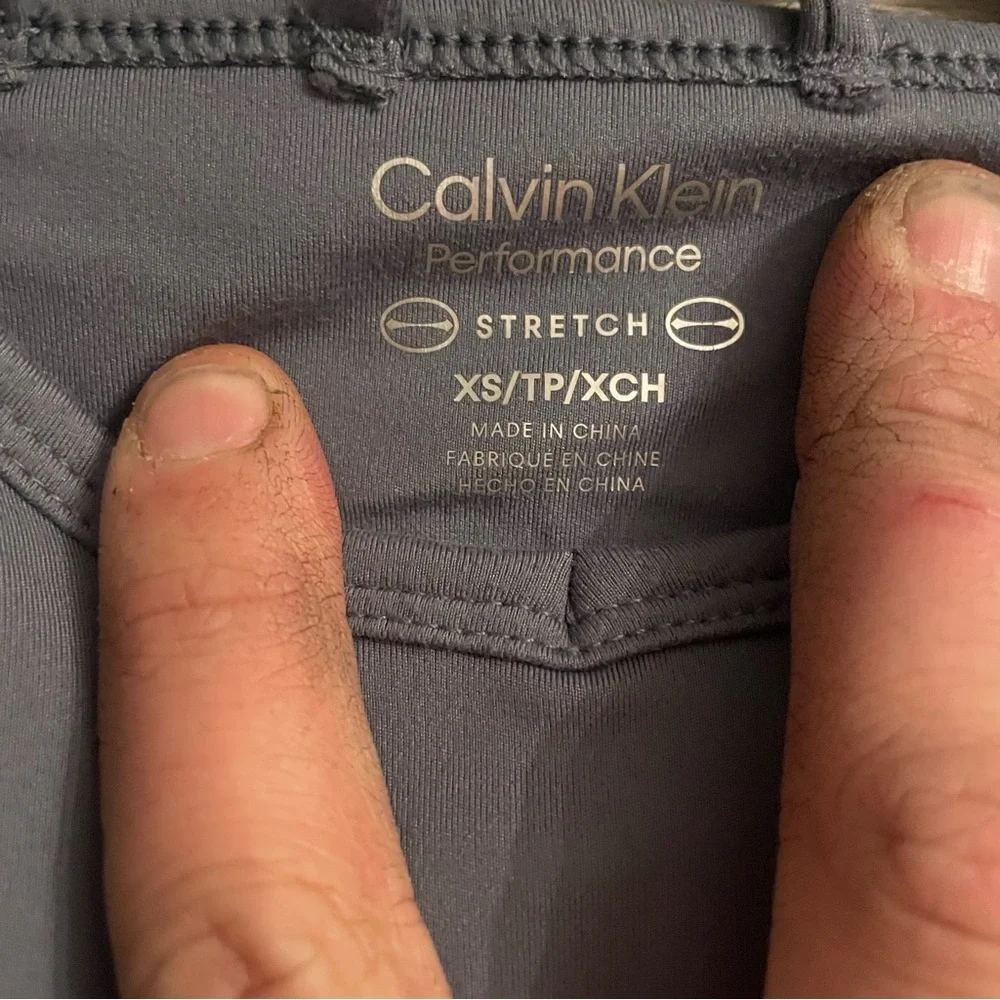 Calvin Klein
Performance
STRETCH
XS/TP/XCH
MADE IN CHINA
FABRIQUE EN CHINE
HECHO EN CHINA